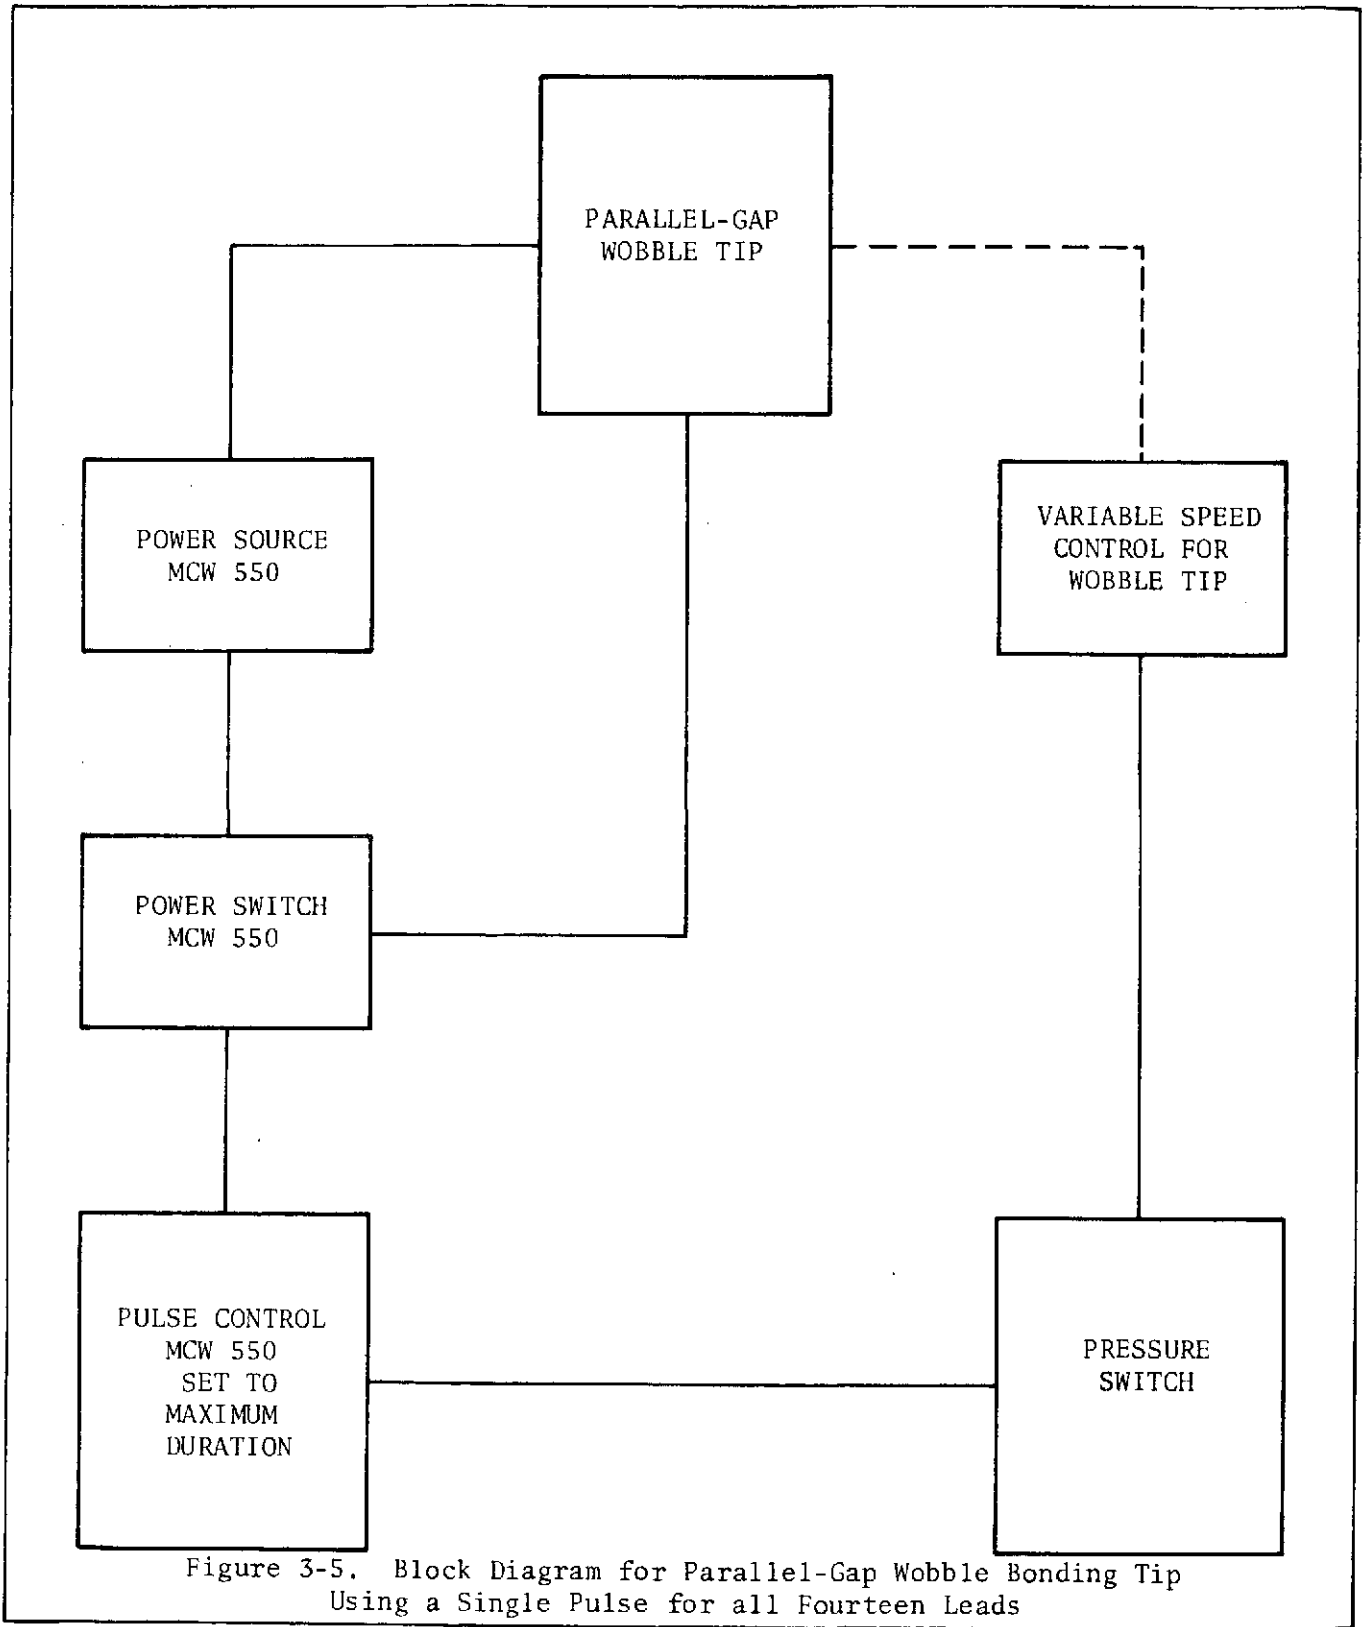 PARALLEL-GAP
WOBBLE TIP
POWER SOURCE
MCW 550
VARIABLE SPEED
CONTROL FOR
WOBBLE TIP
POWER SWITCH
MCW 550
PULSE CONTROL
MCW 550
SET TO
MAXIMUM
DURATION
PRESSURE
SWITCH
Figure 3-5. Block Diagram for Parallel-Gap Wobble Bonding Tip
Using a Single Pulse for all Fourteen Leads